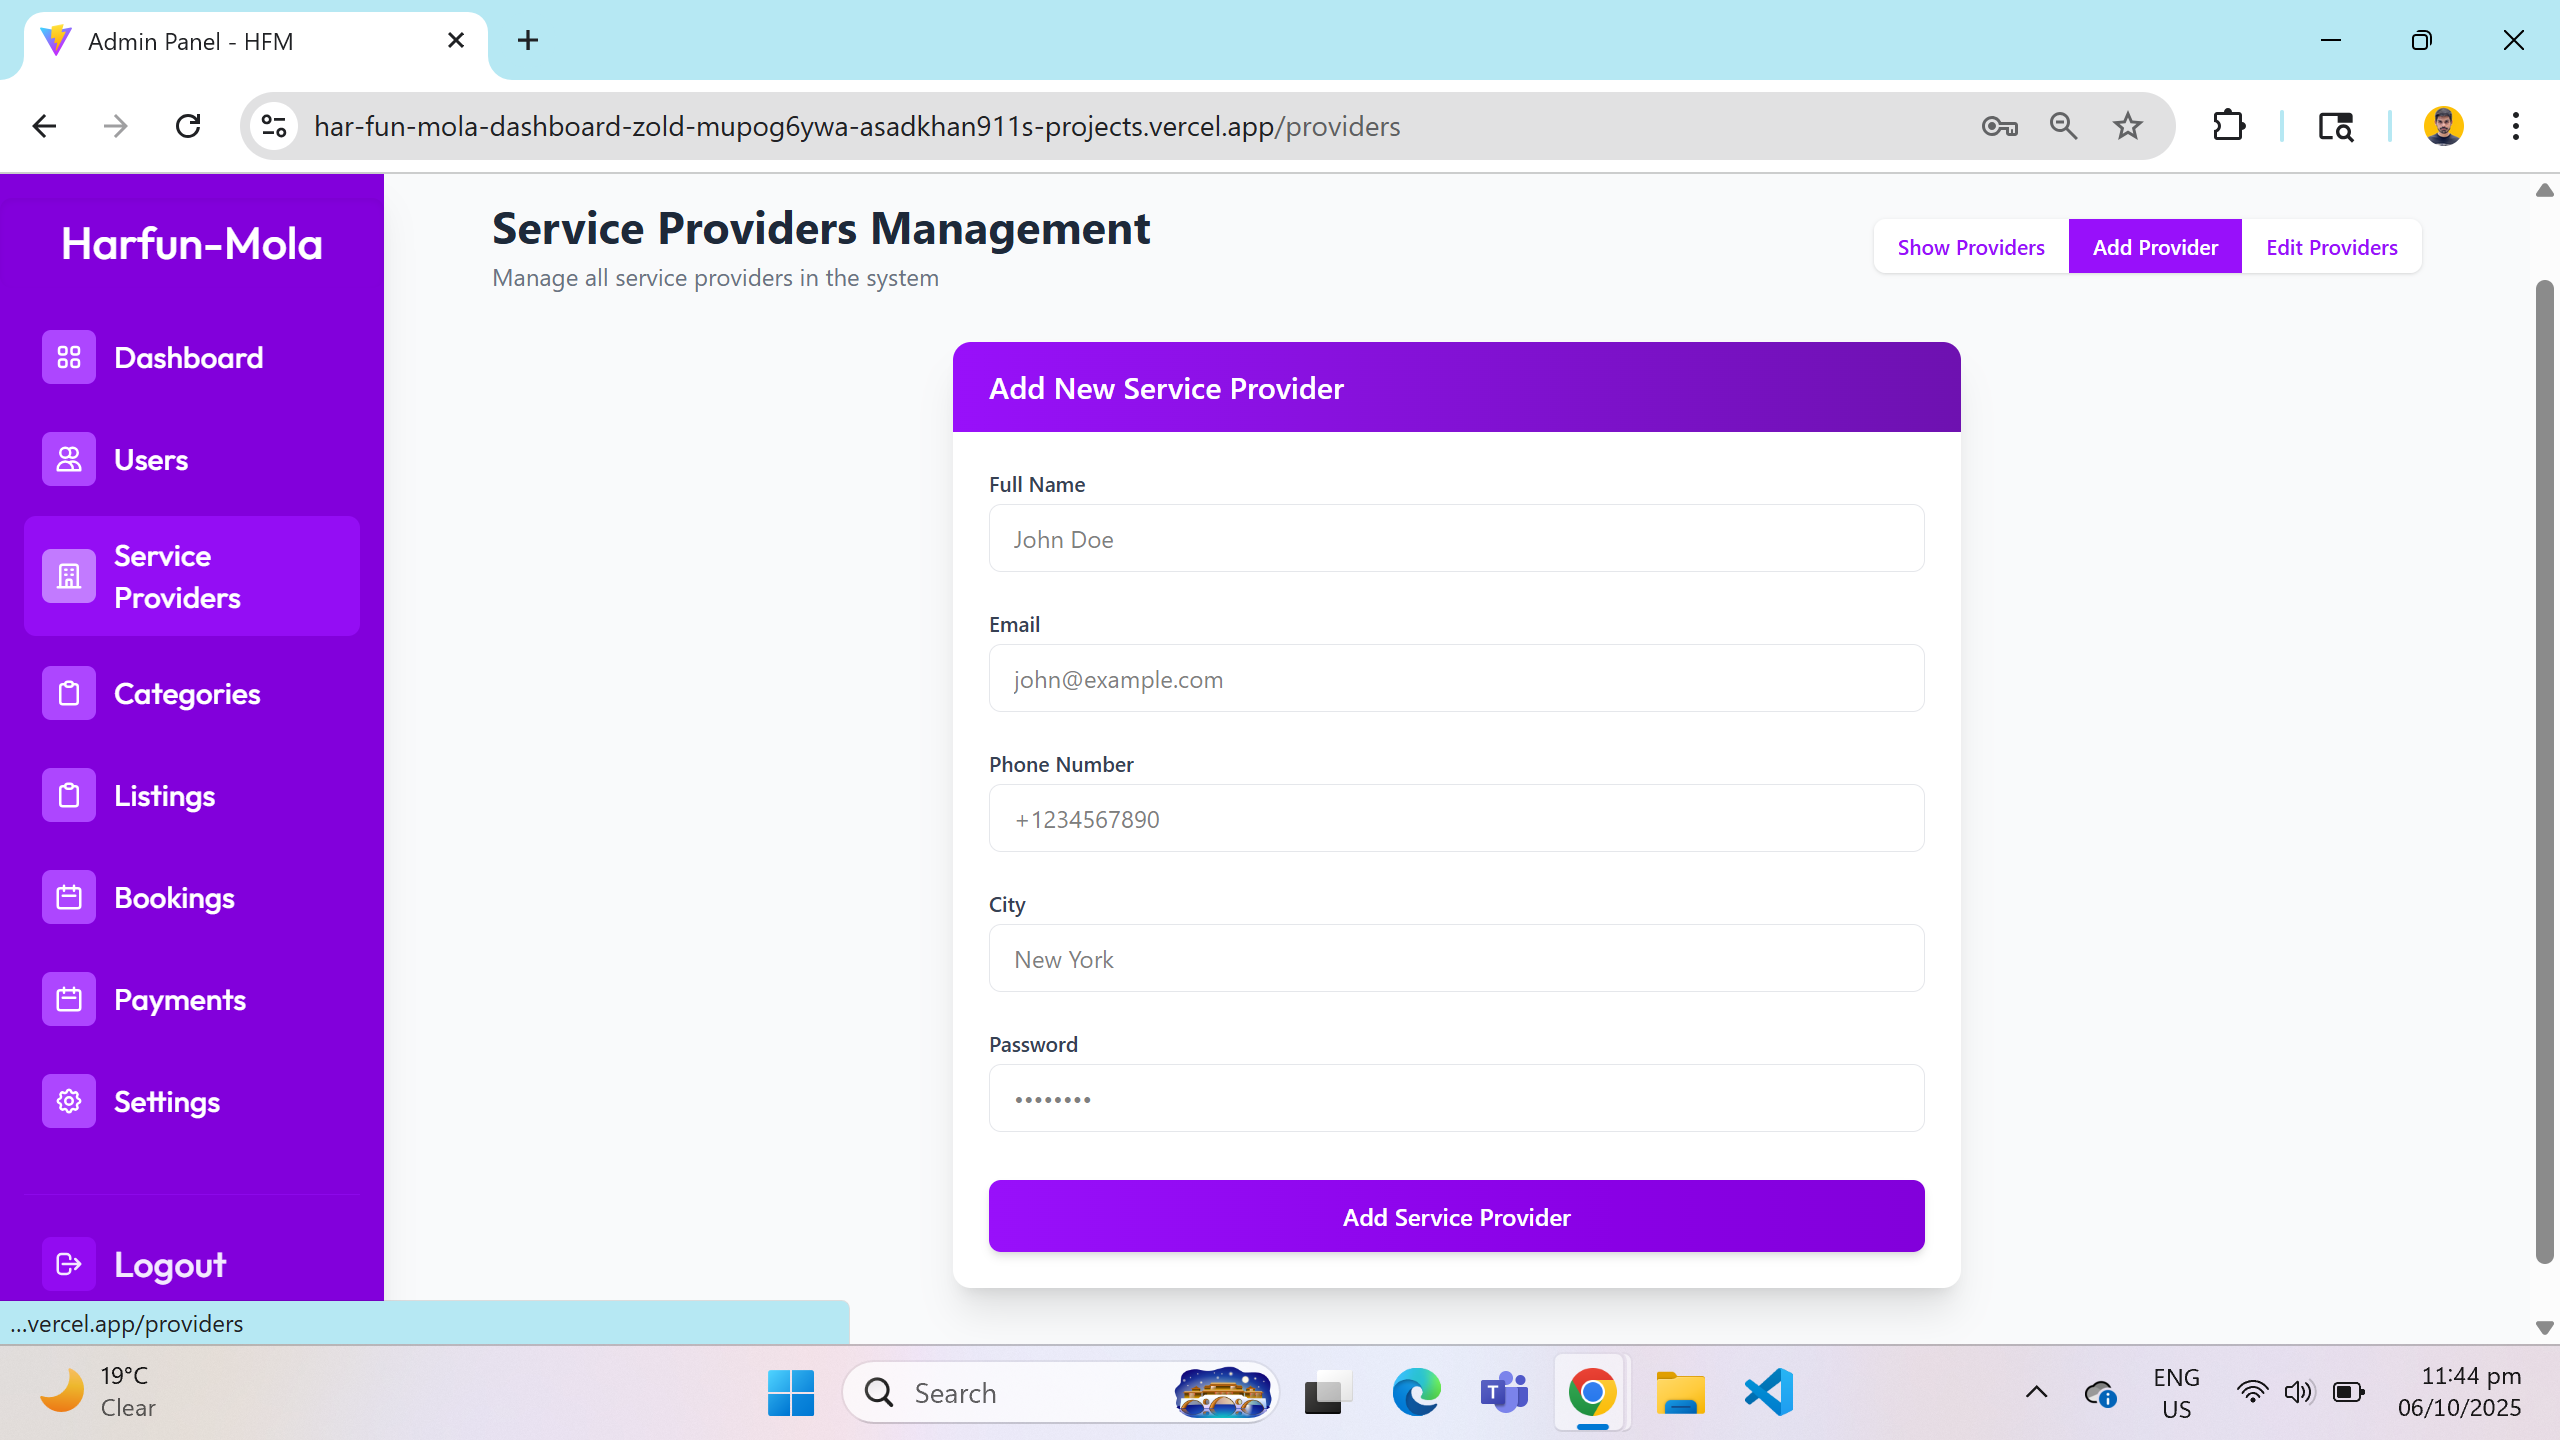 Admin Panel - HFM
har-fun-mola-dashboard-zold-mupog6ywa-asadkhan911s-projects.vercel.app/providers
Harfun-Mola
Dashboard
Users
Service
Providers
Categories
Listings
Bookings
Payments
Settings
Logout
Service Providers Management
Manage all service providers in the system
Show Providers
Add Provider
Edit Providers
Add New Service Provider
Full Name
John Doe
Email
john@example.com
Phone Number
+1234567890
City
New York
Password
••••••••
Add Service Provider
...vercel.app/providers
19°C
Clear
Search
T
ENG
US
11:44 pm
06/10/2025